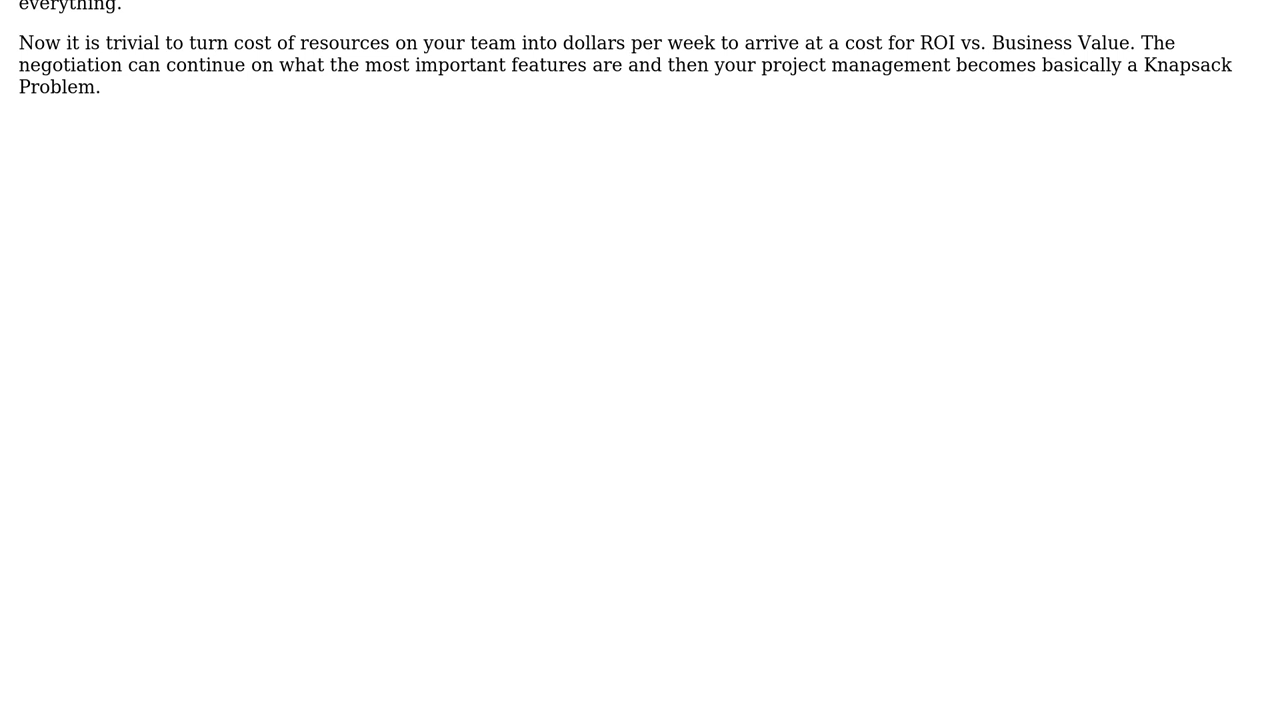 everything.
Now it is trivial to turn cost of resources on your team into dollars per week to arrive at a cost for ROI vs. Business Value. The
negotiation can continue on what the most important features are and then your project management becomes basically a Knapsack
Problem.